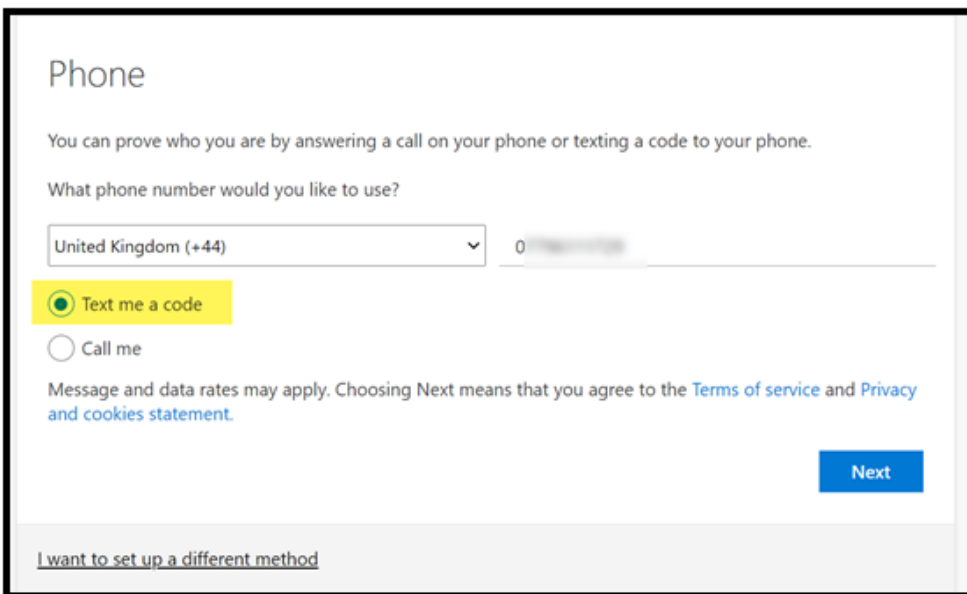 Phone
You can prove who you are by answering a call on your phone or texting a code to your phone.
What phone number would you like to use?
United Kingdom (+44) 0
Text me a code
Call me
Message and data rates may apply. Choosing Next means that you agree to the Terms of service and Privacy
and cookies statement.
Next
I want to set up a different method